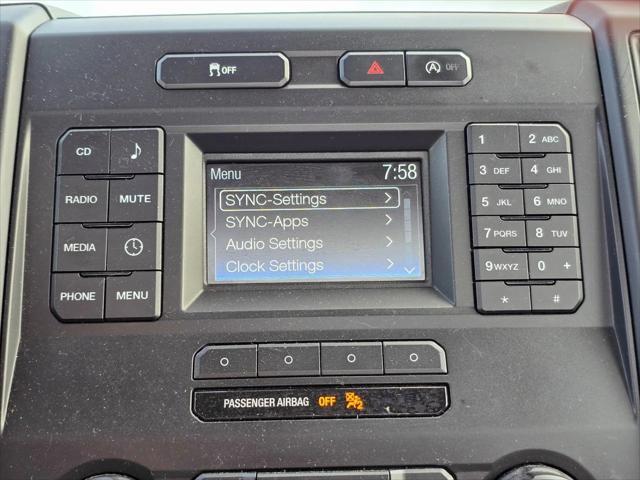 OFF
OFF
CD
RADIO MUTE
MEDIA
PHONE MENU
Menu 7:58
SYNC-Settings
SYNC-Apps
Audio Settings
Clock Settings
1 2 ABC
3 DEF 4 GHI
5 JKL 6 MNO
7 PQRS 8 TUV
9 WXYZ 0 +
* #
PASSENGER AIRBAG OFF 2